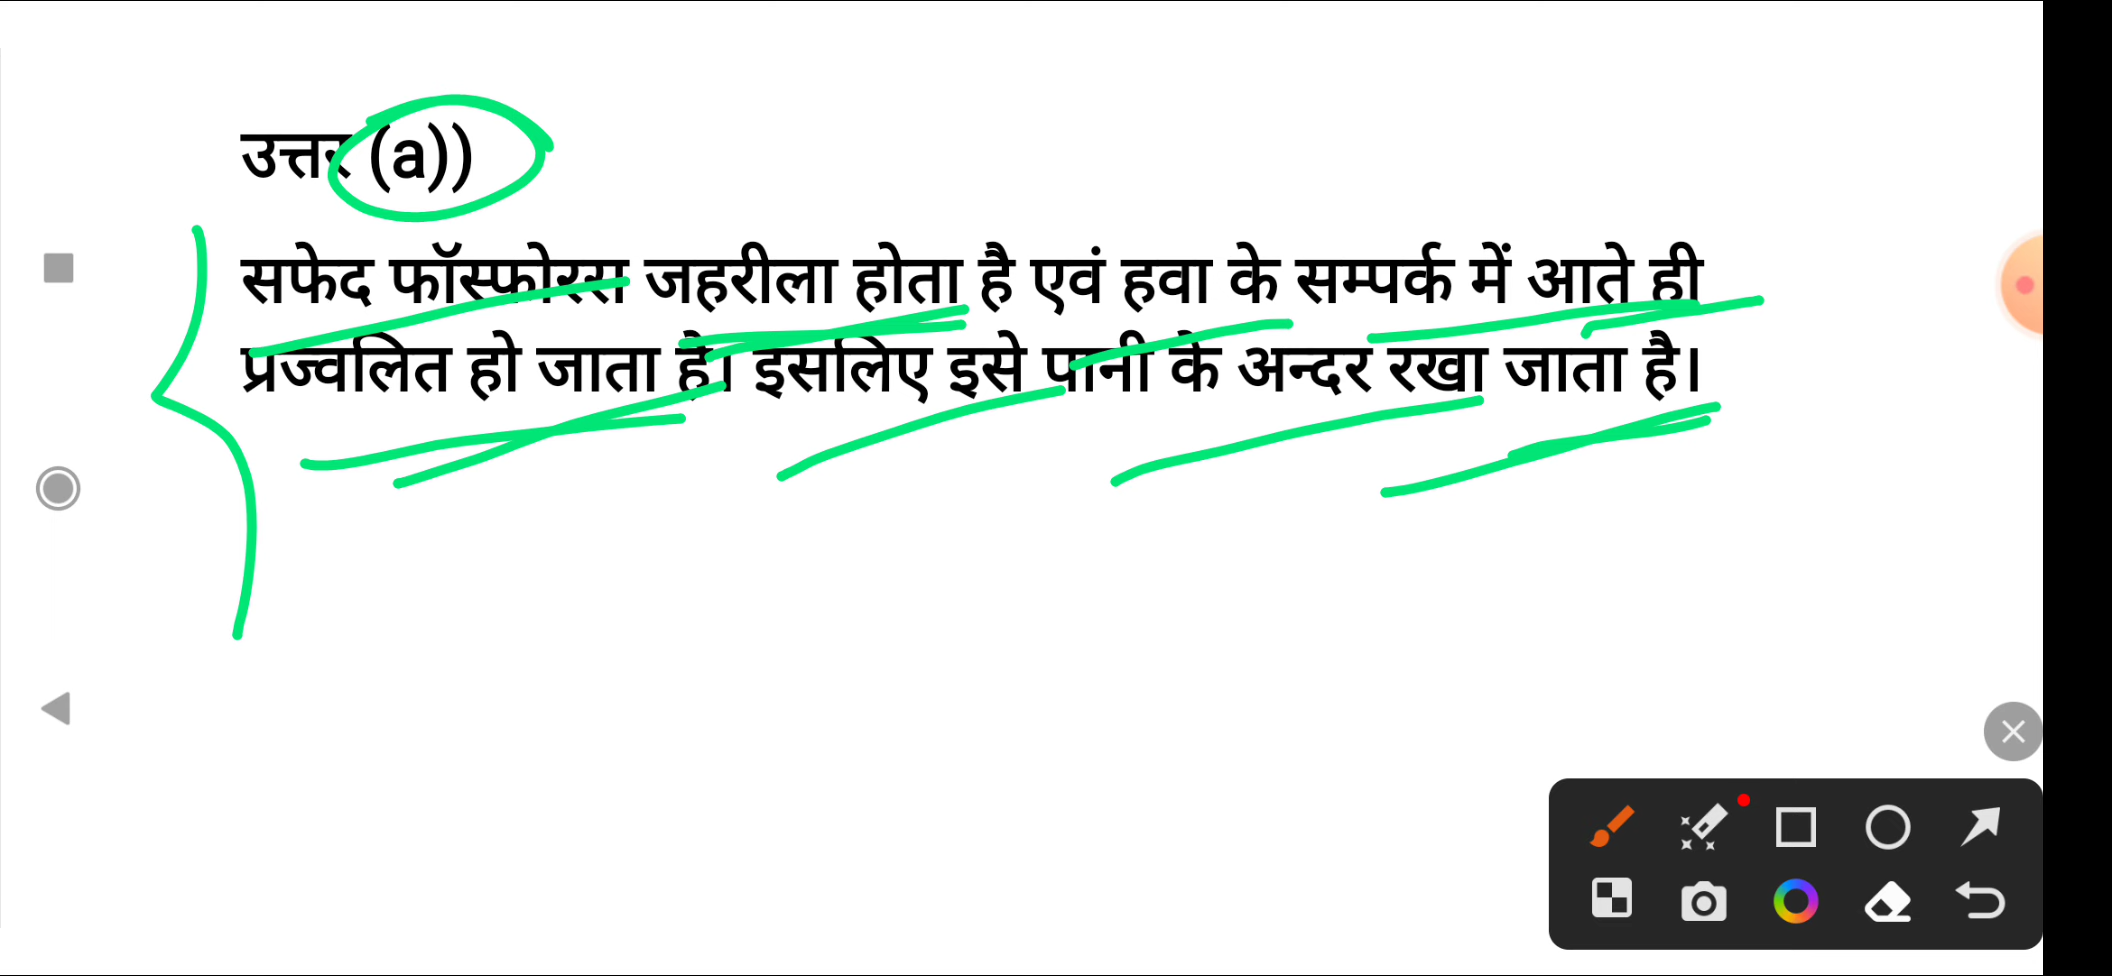 उत्तर (a))
सफेद फॉस्फोरस जहरीला होता है एवं हवा के सम्पर्क में आते ही
प्रज्वलित हो जाता है। इसलिए इसे पानी के अन्दर रखा जाता है।